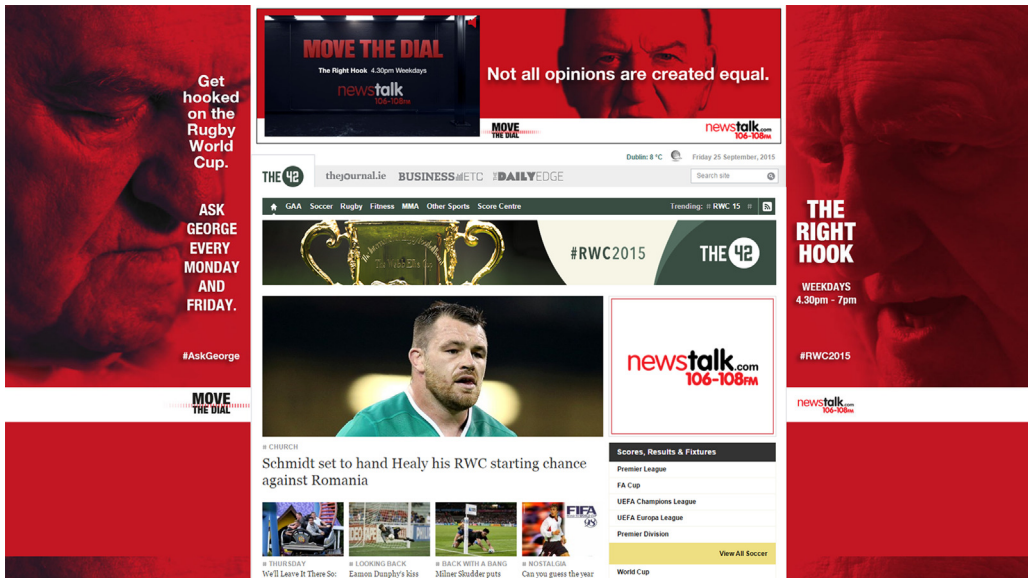 Get
hooked
on the
Rugby
World
Cup.
ASK
GEORGE
EVERY
MONDAY
AND
FRIDAY.
#AskGeorge
MOVE
THE DIAL
MOVE THE DIAL
The Right Hook 4.30pm Weekdays
newstalk
106-108FM
Not all opinions are created equal.
MOVE
THE DIAL
newstalk.com
106-108FM
Dublin: 8 °C
Friday 25 September, 2015
THE 42
thejournal.ie
BUSINESS ETC
THE DAILY EDGE
Search site
GAA Soccer Rugby Fitness MMA Other Sports Score Centre
Trending: # RWC 15 #
#RWC2015
THE 42
newstalk.com
106-108FM
# CHURCH
Schmidt set to hand Healy his RWC starting chance
against Romania
FIFA
98
# THURSDAY
We'll Leave It There So:
# LOOKING BACK
Eamon Dunphy's kiss
# BACK WITH A BANG
Milner Skudder puts
# NOSTALGIA
Can you guess the year
Scores, Results & Fixtures
Premier League
FA Cup
UEFA Champions League
UEFA Europa League
Premier Division
View All Soccer
World Cup
THE
RIGHT
HOOK
WEEKDAYS
4.30pm - 7pm
#RWC2015
newstalk.com
106-108FM